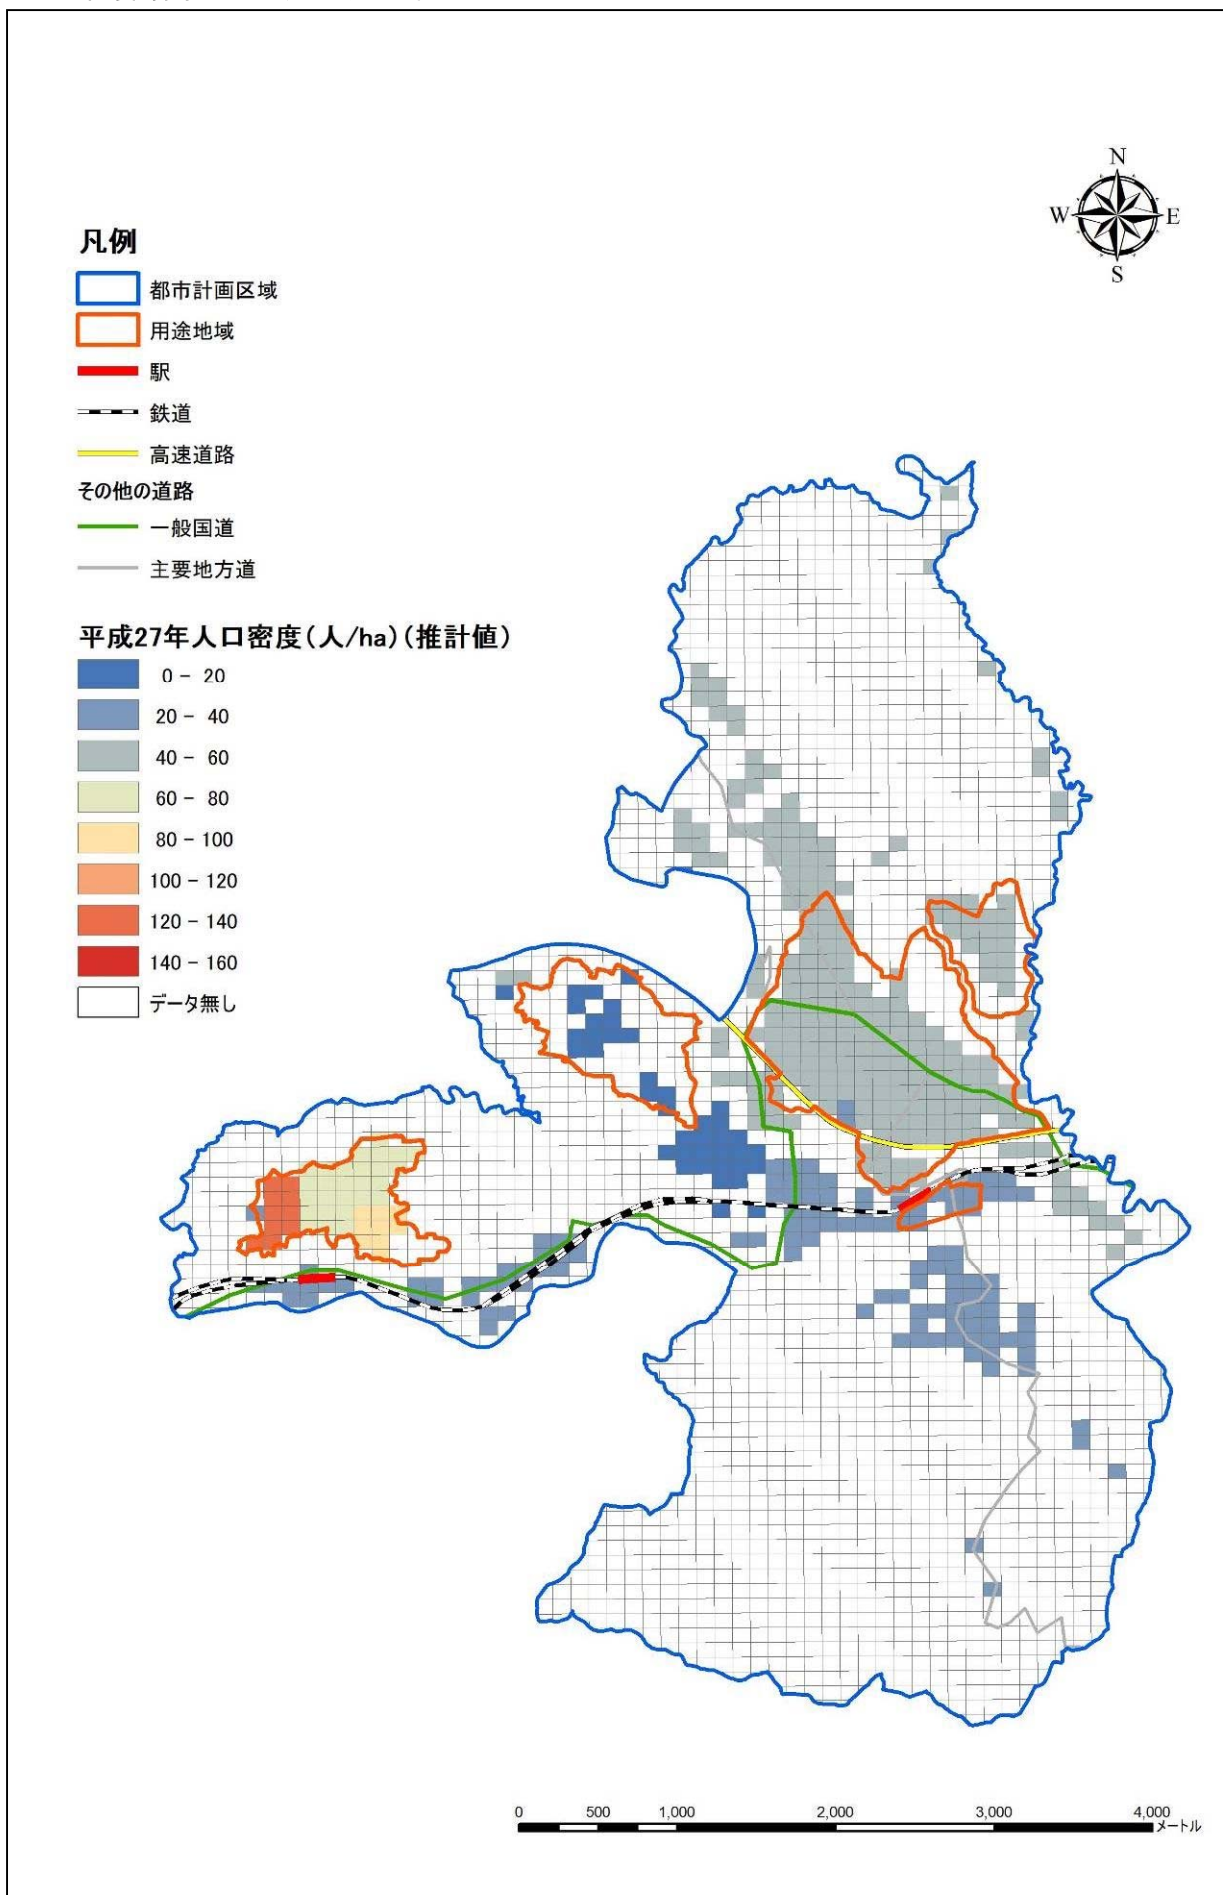 N
W E
S
凡例
都市計画区域
用途地域
駅
鉄道
高速道路
その他の道路
一般国道
主要地方道
平成27年人口密度(人/ha)(推計値)
0 - 20
20 - 40
40 - 60
60 - 80
80 - 100
100 - 120
120 - 140
140 - 160
データ無し
0 500 1,000 2,000 3,000 4,000
メートル